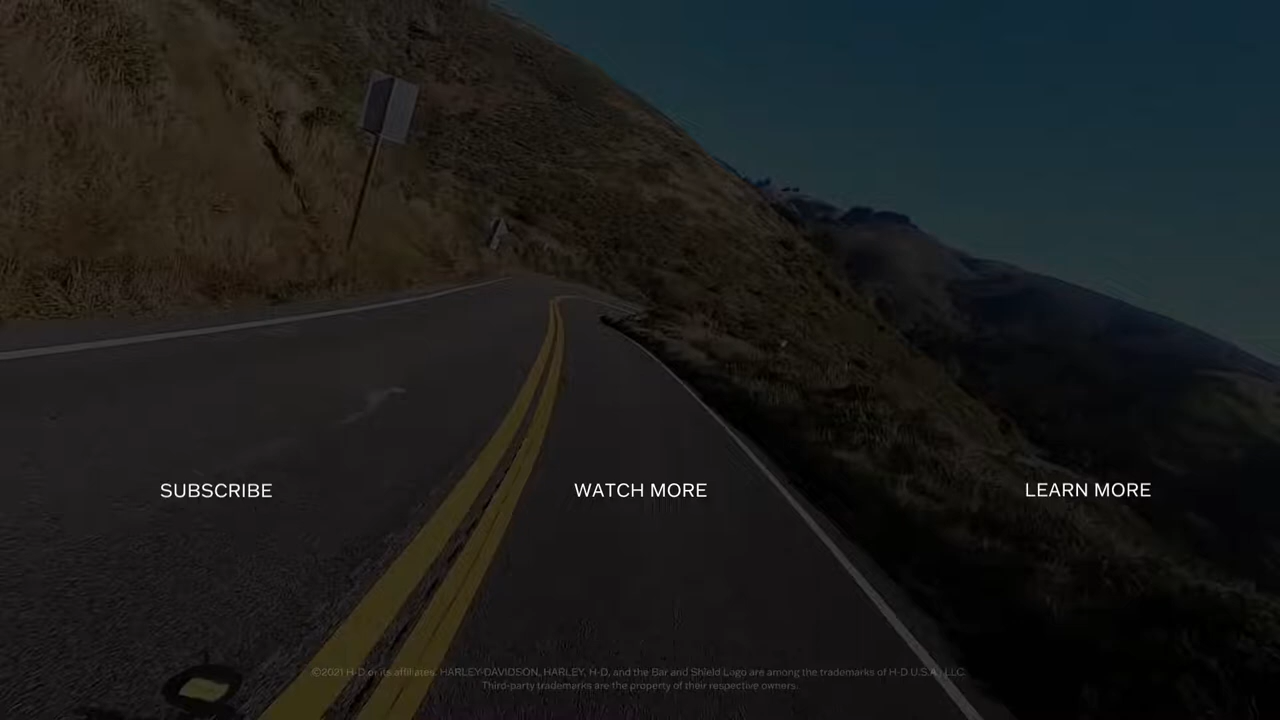 SUBSCRIBE
WATCH MORE
LEARN MORE
©2021 H-D or its affiliates. HARLEY-DAVIDSON, HARLEY, H-D, and the Bar and Shield Logo are among the trademarks of H-D U.S.A., LLC.
Third-party trademarks are the property of their respective owners.